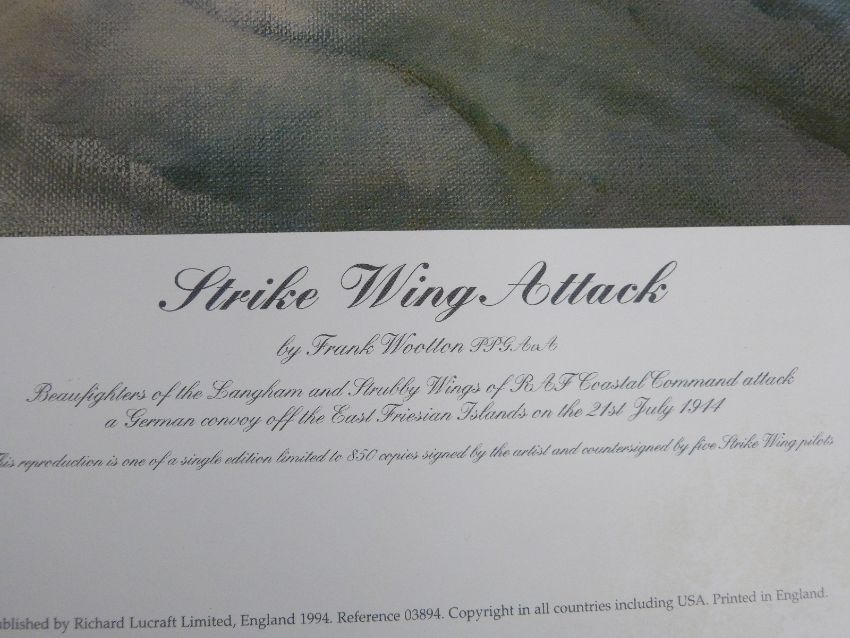 Strike Wing Attack
by Frank Wootton PPGAvA
Beaufighters of the Langham and Strubby Wings of RAF Coastal Command attack
a German convoy off the East Friesian Islands on the 21st July 1944
his reproduction is one of a single edition limited to 850 copies signed by the artist and countersigned by five Strike Wing pilots
ublished by Richard Lucraft Limited, England 1994. Reference 03894. Copyright in all countries including USA. Printed in England.